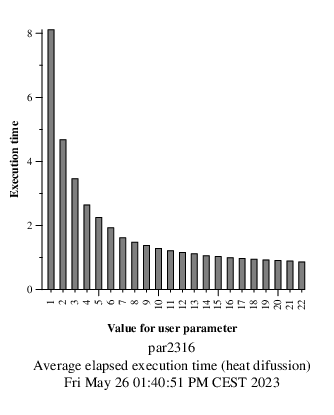 8
6
4
2
0
Execution time
1 2 3 4 5 6 7 8 9 10 11 12 13 14 15 16 17 18 19 20 21 22
Value for user parameter
par2316
Average elapsed execution time (heat difussion)
Fri May 26 01:40:51 PM CEST 2023